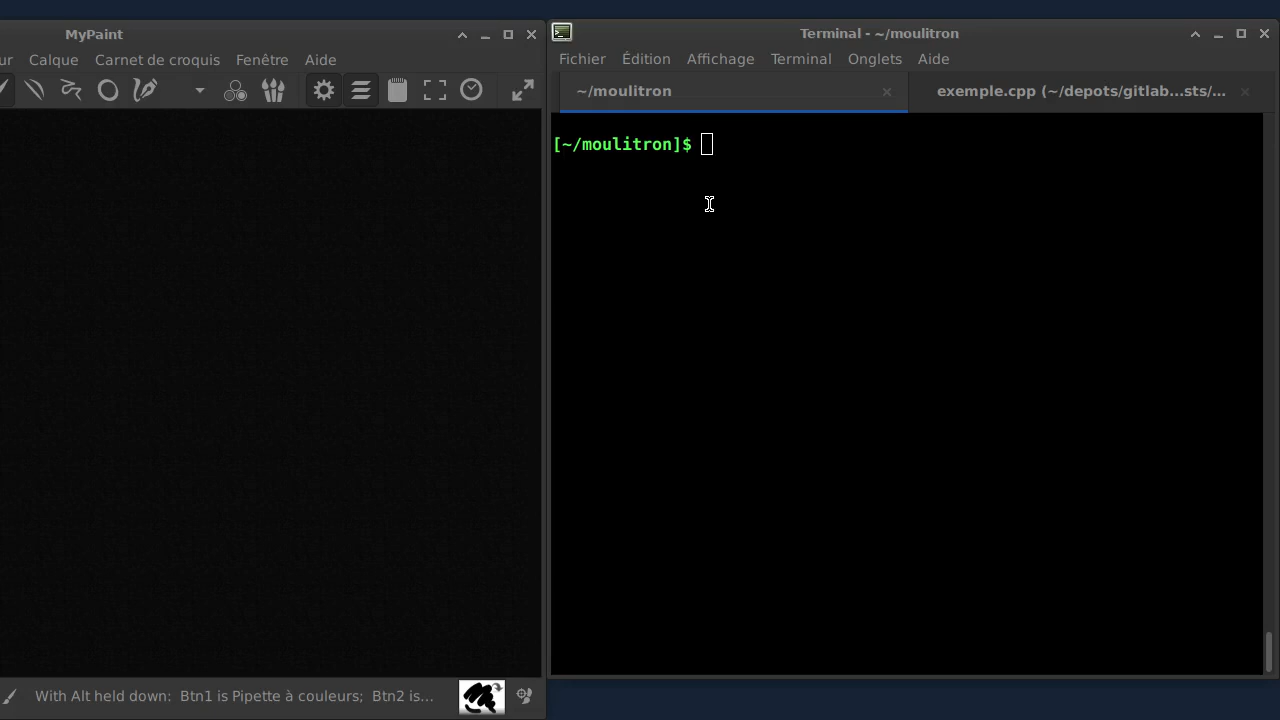 MyPaint
ur Calque Carnet de croquis Fenêtre Aide
With Alt held down: Btn1 is Pipette à couleurs; Btn2 is...
Terminal - ~/moulitron
Fichier Édition Affichage Terminal Onglets Aide
~/moulitron
exemple.cpp (~/depots/gitlab...sts/...
[~/moulitron]$